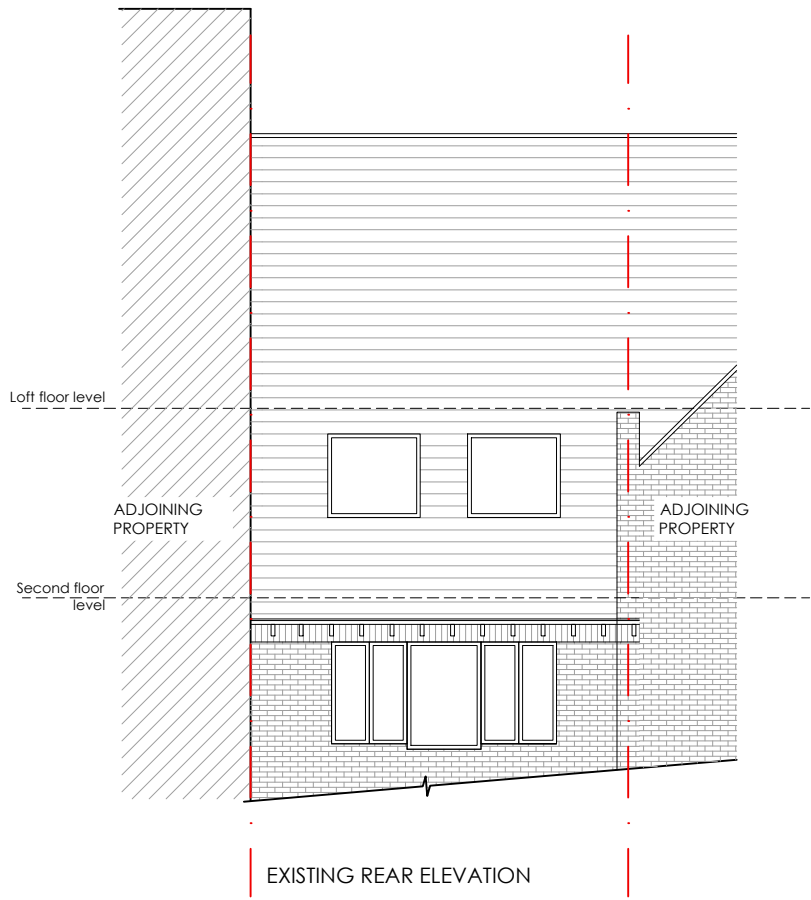 Loft floor level
ADJOINING
PROPERTY
ADJOINING
PROPERTY
Second floor
level
EXISTING REAR ELEVATION